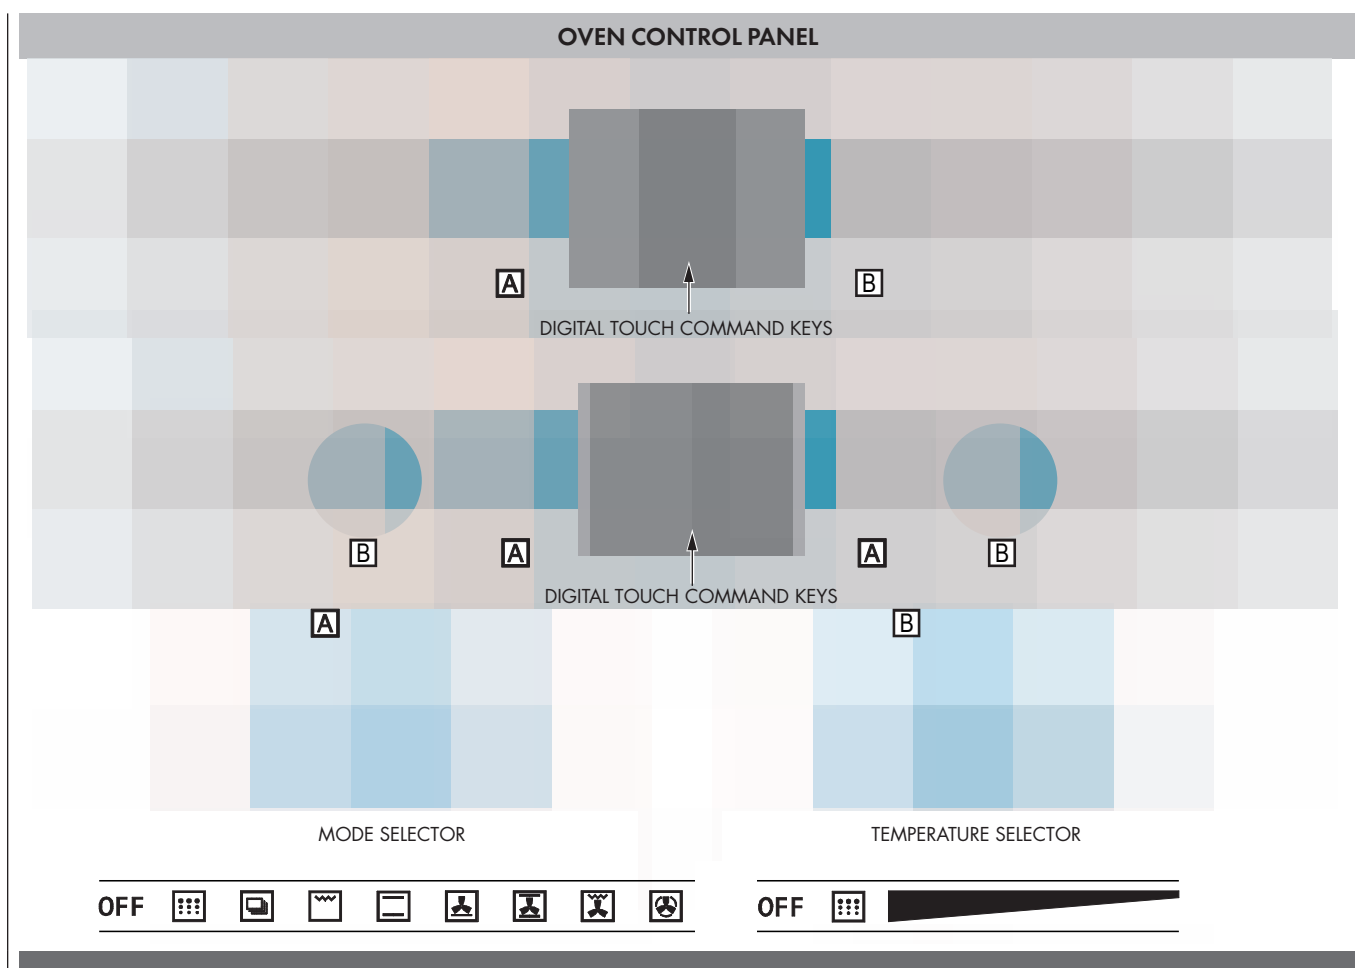 OVEN CONTROL PANEL
A B
DIGITAL TOUCH COMMAND KEYS
B A A B
DIGITAL TOUCH COMMAND KEYS
A B
MODE SELECTOR TEMPERATURE SELECTOR
OFF OFF